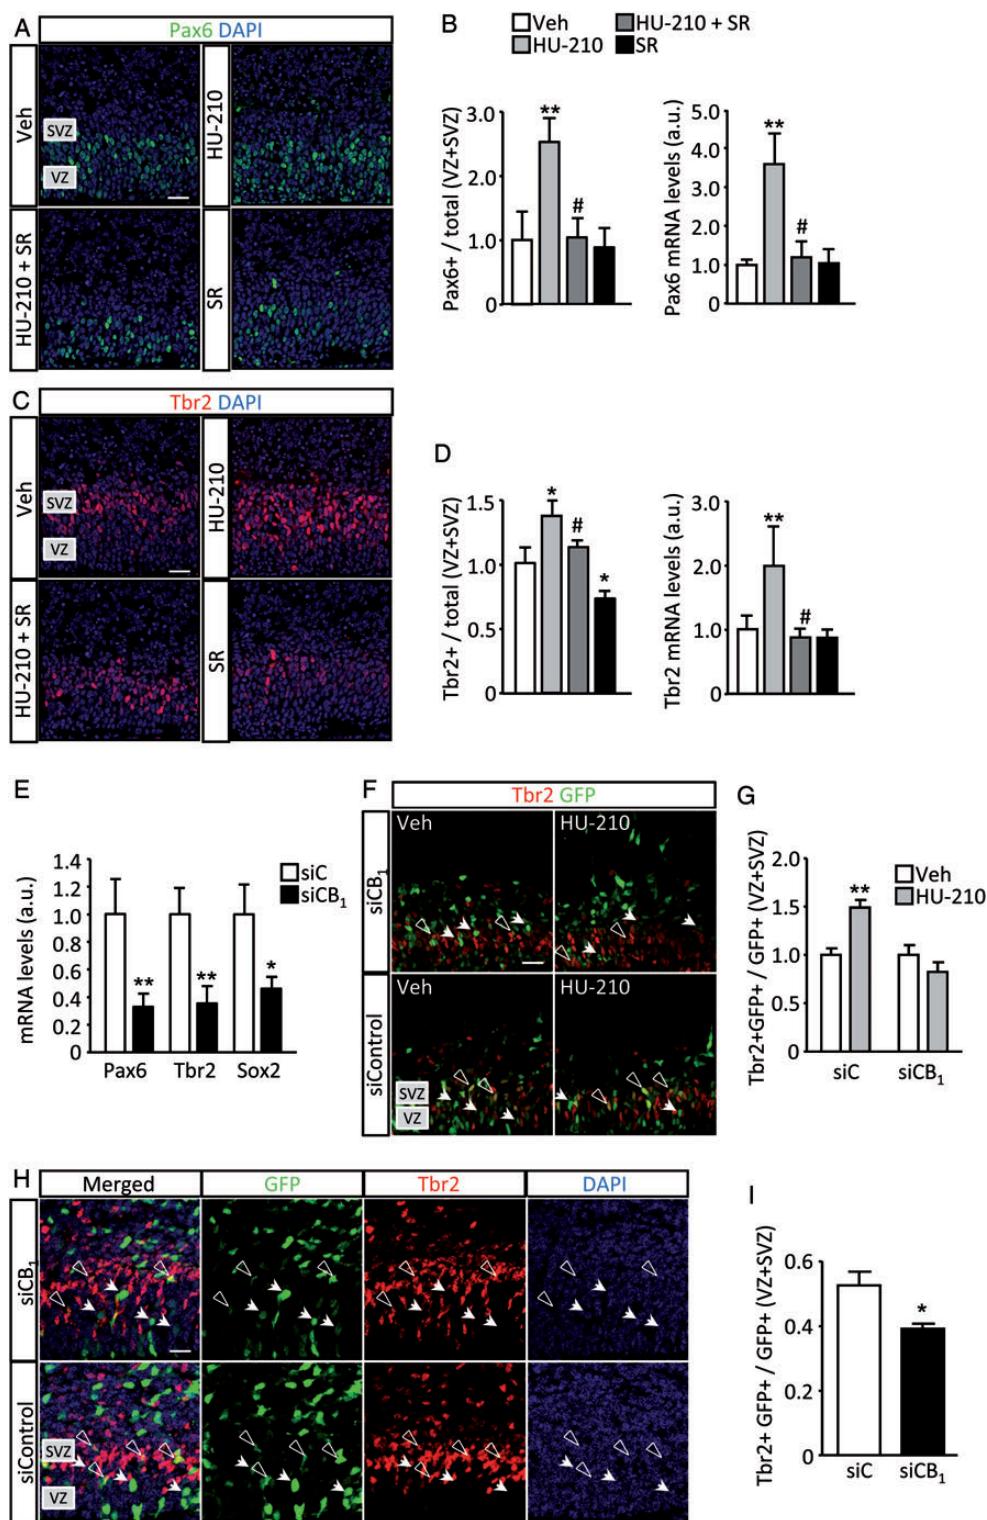 A
Pax6 DAPI
Veh
SVZ
VZ
HU-210
HU-210 + SR
SR
B
Veh
HU-210 + SR
HU-210
SR
Pax6+ / total (VZ+SVZ)
3.0
2.0
1.0
0
**
#
Pax6 mRNA levels (a.u.)
5.0
4.0
3.0
2.0
1.0
0
**
#
C
Tbr2 DAPI
Veh
SVZ
VZ
HU-210
HU-210 + SR
SR
D
Tbr2+ / total (VZ+SVZ)
1.5
1.0
0.5
0
*
#
*
Tbr2 mRNA levels (a.u.)
3.0
2.0
1.0
0
**
#
E
mRNA levels (a.u.)
1.4
1.2
1.0
0.8
0.6
0.4
0.2
0
siC
siCB1
**
**
*
Pax6 Tbr2 Sox2
F
Tbr2 GFP
siCB1
Veh
HU-210
siControl
Veh
HU-210
SVZ
VZ
G
Tbr2+GFP+ / GFP+ (VZ+SVZ)
2.0
1.5
1.0
0.5
0
Veh
HU-210
**
siC siCB1
H
Merged GFP Tbr2 DAPI
siCB1
siControl
SVZ
VZ
I
Tbr2+ GFP+ / GFP+ (VZ+SVZ)
0.6
0.4
0.2
0
*
siC siCB1